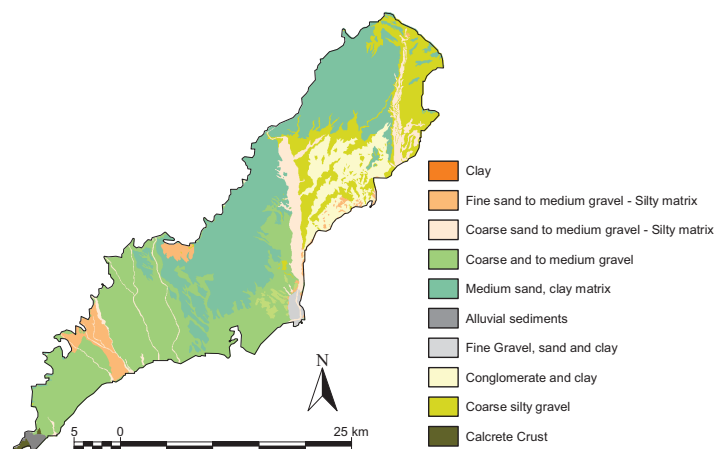 Clay
Fine sand to medium gravel - Silty matrix
Coarse sand to medium gravel - Silty matrix
Coarse and to medium gravel
Medium sand, clay matrix
Alluvial sediments
Fine Gravel, sand and clay
Conglomerate and clay
Coarse silty gravel
Calcrete Crust
N
5 0 25 km